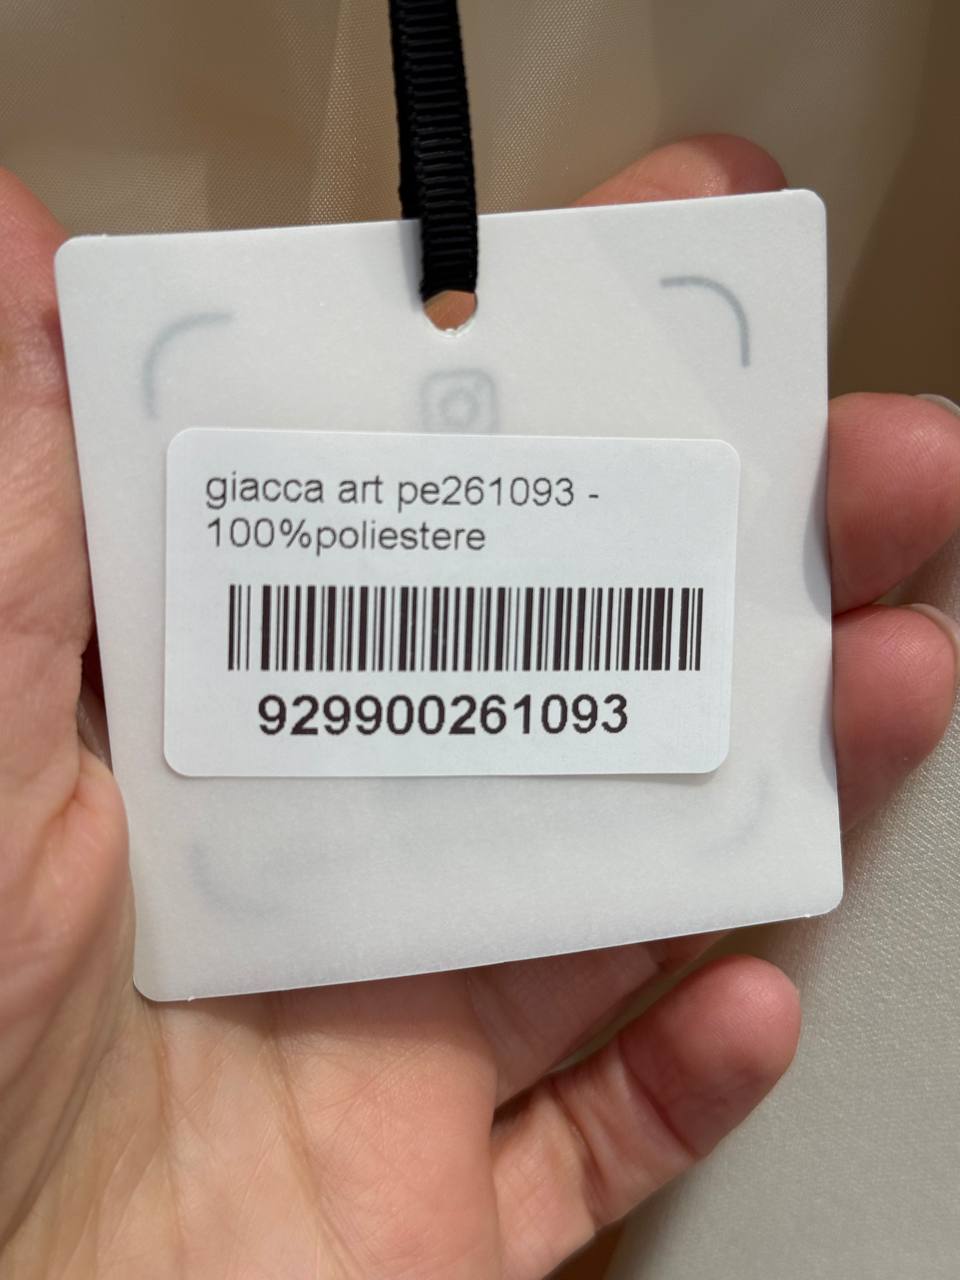 giacca art pe261093 -
100%poliestere
929900261093